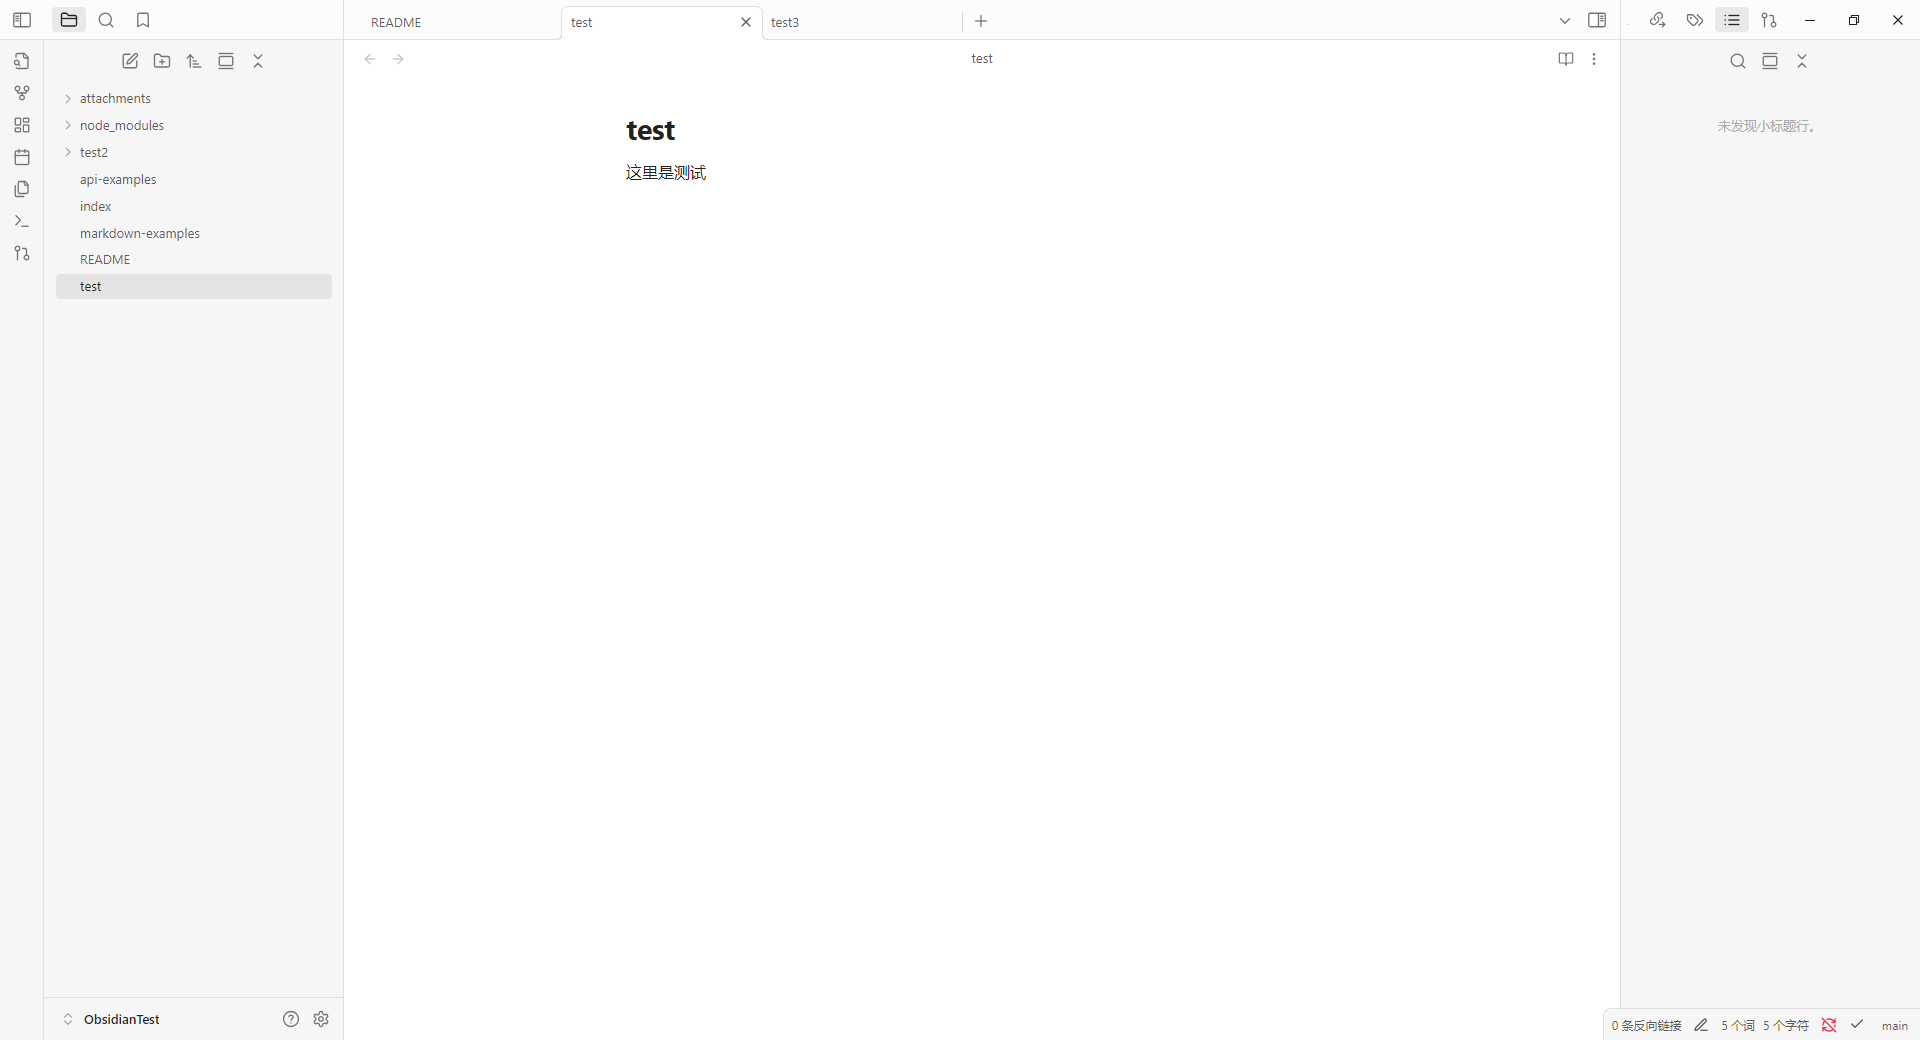 README
test
test3
test
attachments
node_modules
test2
api-examples
index
markdown-examples
README
test
test
这里是测试
未发现小标题行。
ObsidianTest
0 条反向链接 5 个词 5 个字符 main